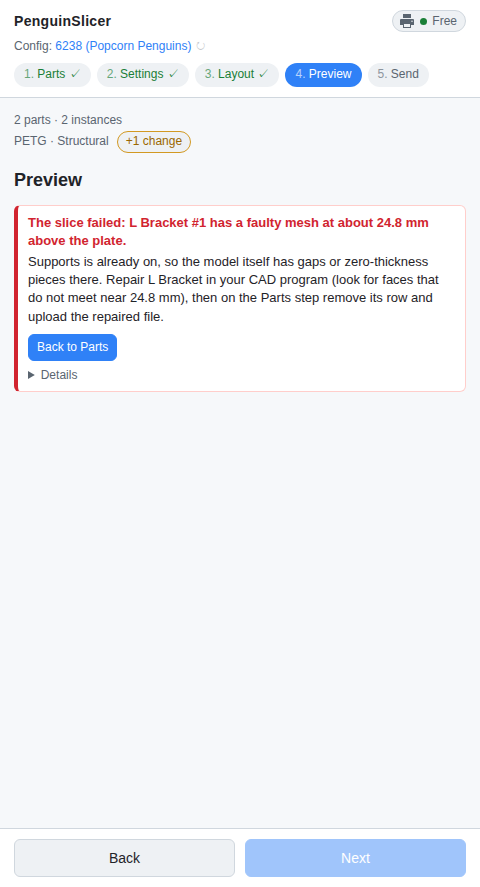 PenguinSlicer
Free
Config: 6238 (Popcorn Penguins)
1. Parts ✓
2. Settings ✓
3. Layout ✓
4. Preview
5. Send
2 parts · 2 instances
PETG · Structural
+1 change
Preview
The slice failed: L Bracket #1 has a faulty mesh at about 24.8 mm
above the plate.
Supports is already on, so the model itself has gaps or zero-thickness
pieces there. Repair L Bracket in your CAD program (look for faces that
do not meet near 24.8 mm), then on the Parts step remove its row and
upload the repaired file.
Back to Parts
Details
Back
Next